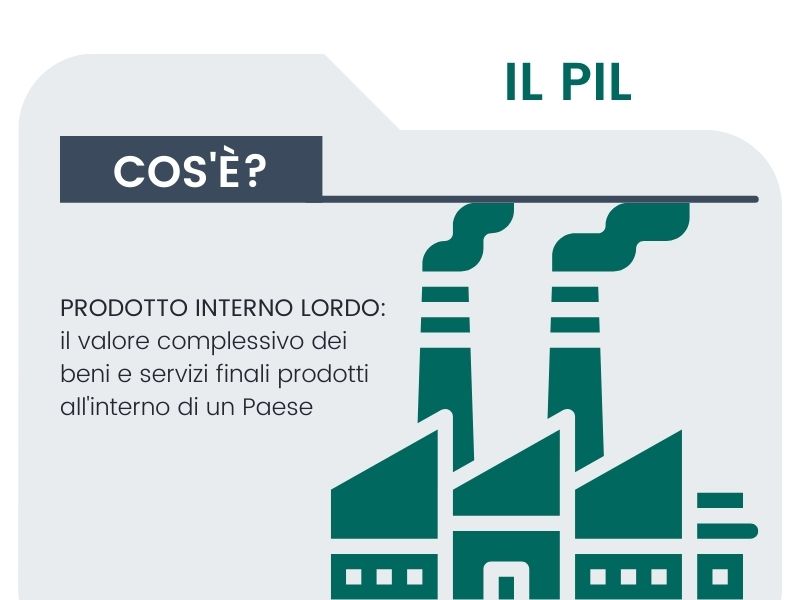 IL PIL
COS'È?
PRODOTTO INTERNO LORDO:
il valore complessivo dei
beni e servizi finali prodotti
all'interno di un Paese